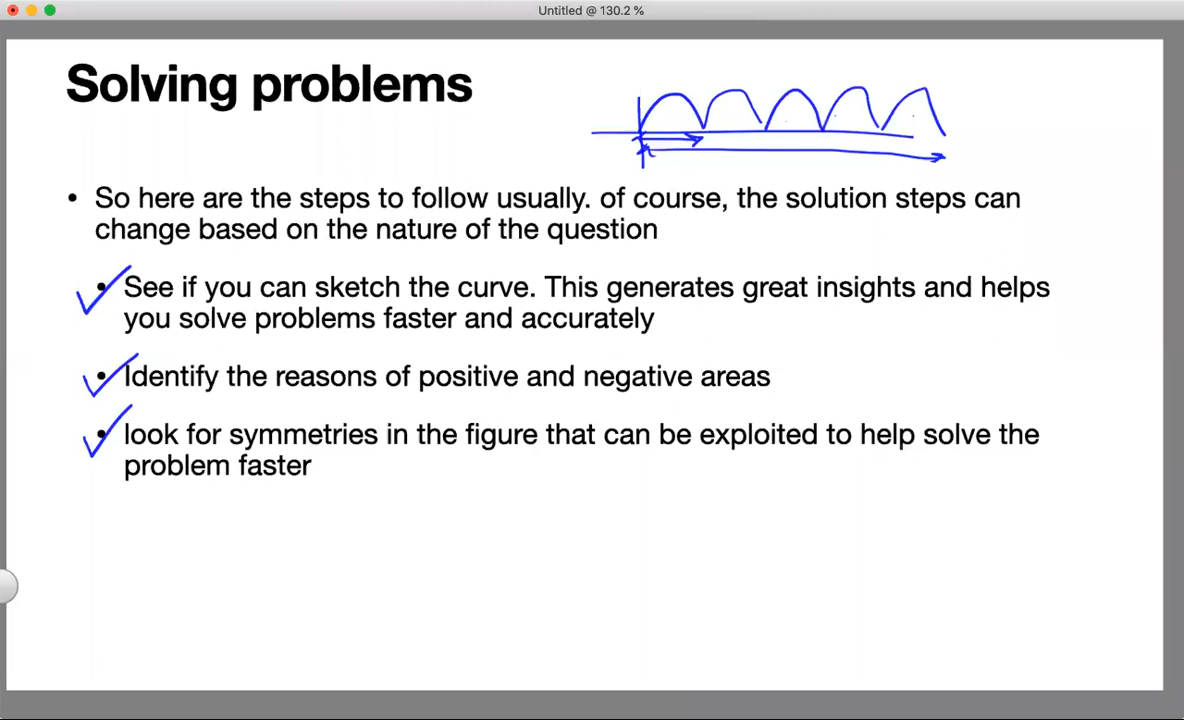 Untitled @ 130.2 %
Solving problems
• So here are the steps to follow usually. of course, the solution steps can
change based on the nature of the question
• See if you can sketch the curve. This generates great insights and helps
you solve problems faster and accurately
• Identify the reasons of positive and negative areas
• look for symmetries in the figure that can be exploited to help solve the
problem faster